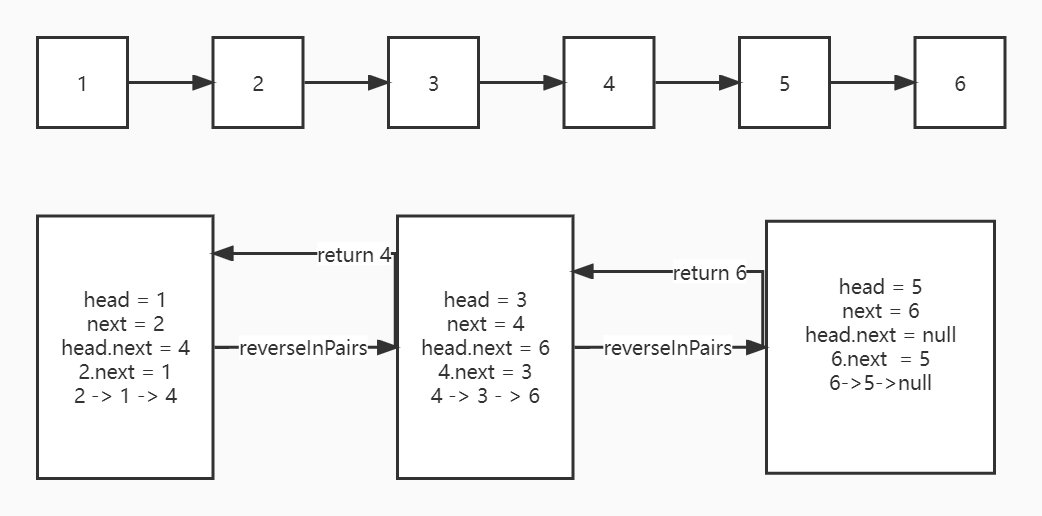 1
2
3
4
5
6
return 4
return 6
head = 1
next = 2
head.next = 4
2.next = 1
2 -> 1 -> 4
reverseInPairs
head = 3
next = 4
head.next = 6
4.next = 3
4 -> 3 - > 6
reverseInPairs
head = 5
next = 6
head.next = null
6.next  = 5
6->5->null